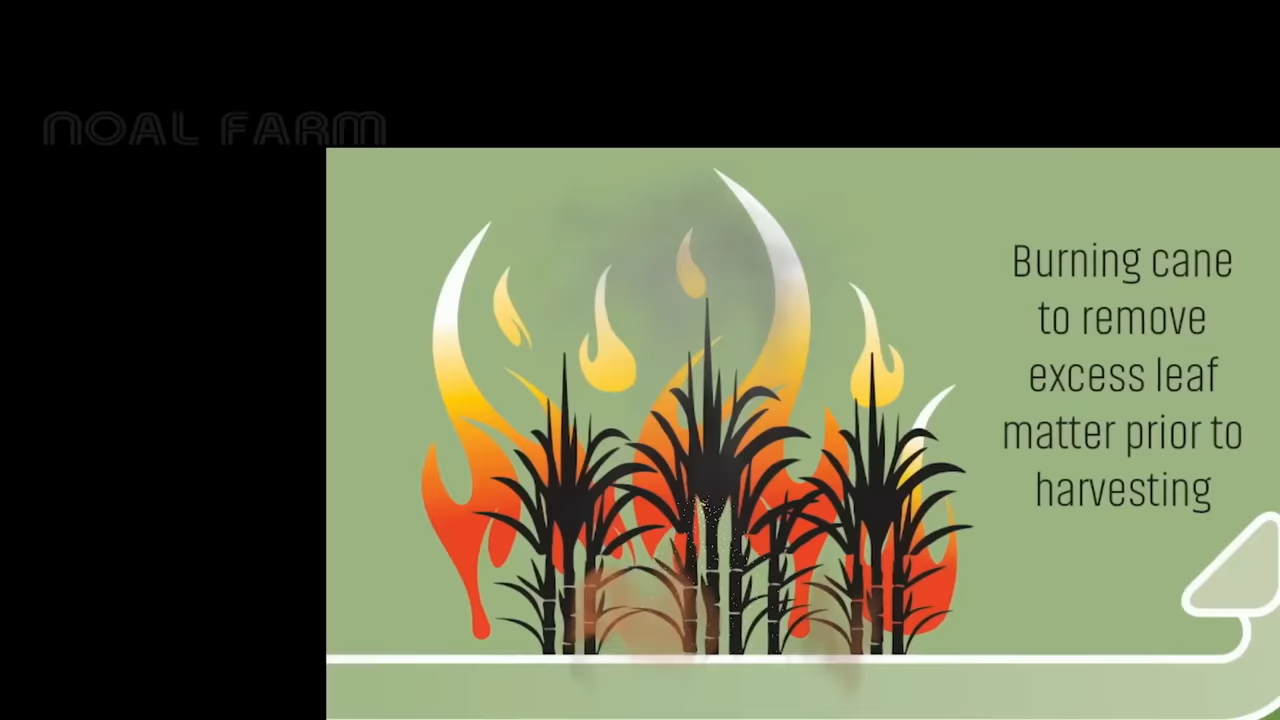 NOAL FARM
Burning cane
to remove
excess leaf
matter prior to
harvesting